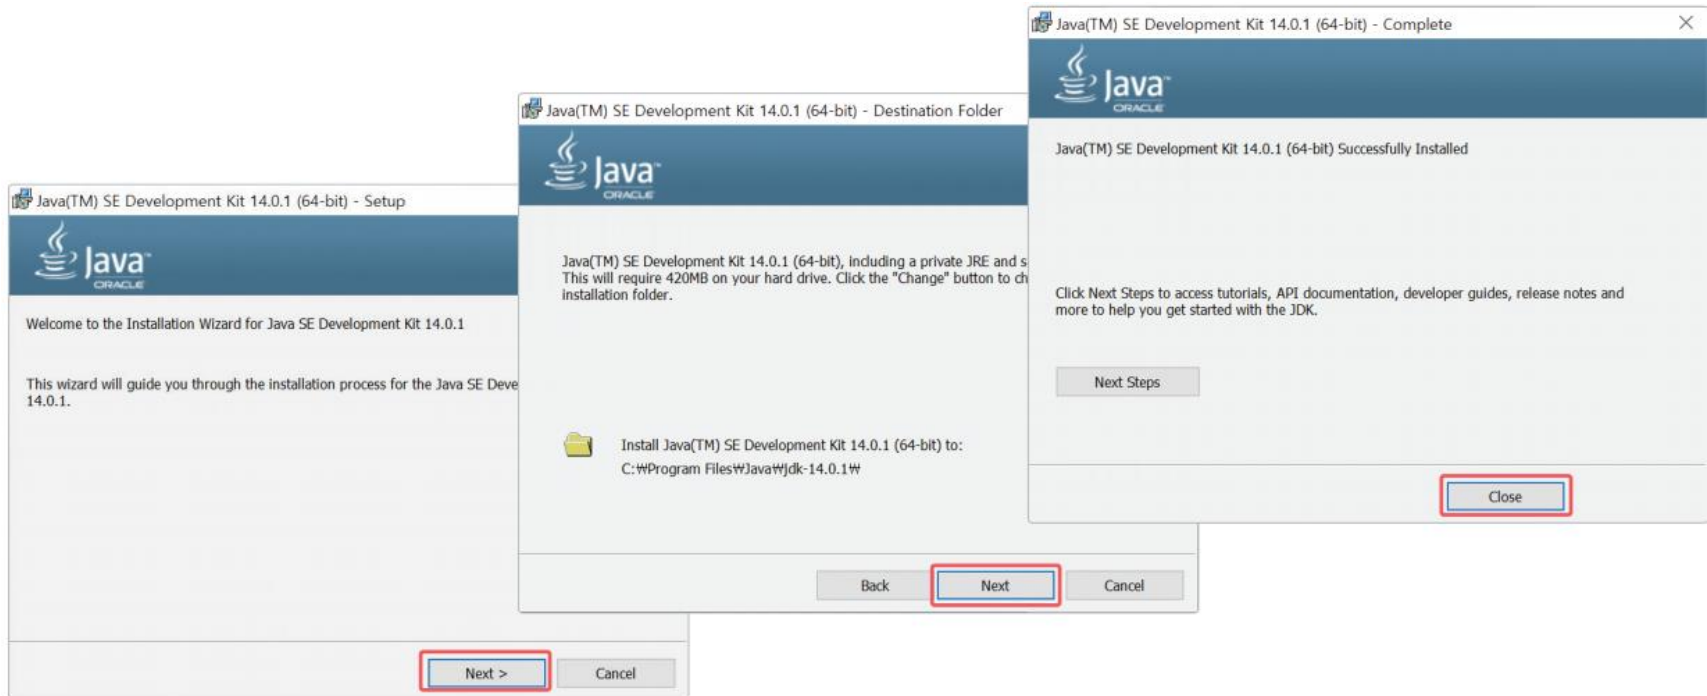 Java(TM) SE Development Kit 14.0.1 (64-bit) - Setup
Java™
ORACLE
Welcome to the Installation Wizard for Java SE Development Kit 14.0.1
This wizard will guide you through the installation process for the Java SE Deve
14.0.1.
Next >
Cancel
Java(TM) SE Development Kit 14.0.1 (64-bit) - Destination Folder
Java™
ORACLE
Java(TM) SE Development Kit 14.0.1 (64-bit), including a private JRE and s
This will require 420MB on your hard drive. Click the "Change" button to ch
installation folder.
Install Java(TM) SE Development Kit 14.0.1 (64-bit) to:
C:₩Program Files₩Java₩jdk-14.0.1₩
Back
Next
Cancel
Java(TM) SE Development Kit 14.0.1 (64-bit) - Complete
Java™
ORACLE
Java(TM) SE Development Kit 14.0.1 (64-bit) Successfully Installed
Click Next Steps to access tutorials, API documentation, developer guides, release notes and
more to help you get started with the JDK.
Next Steps
Close